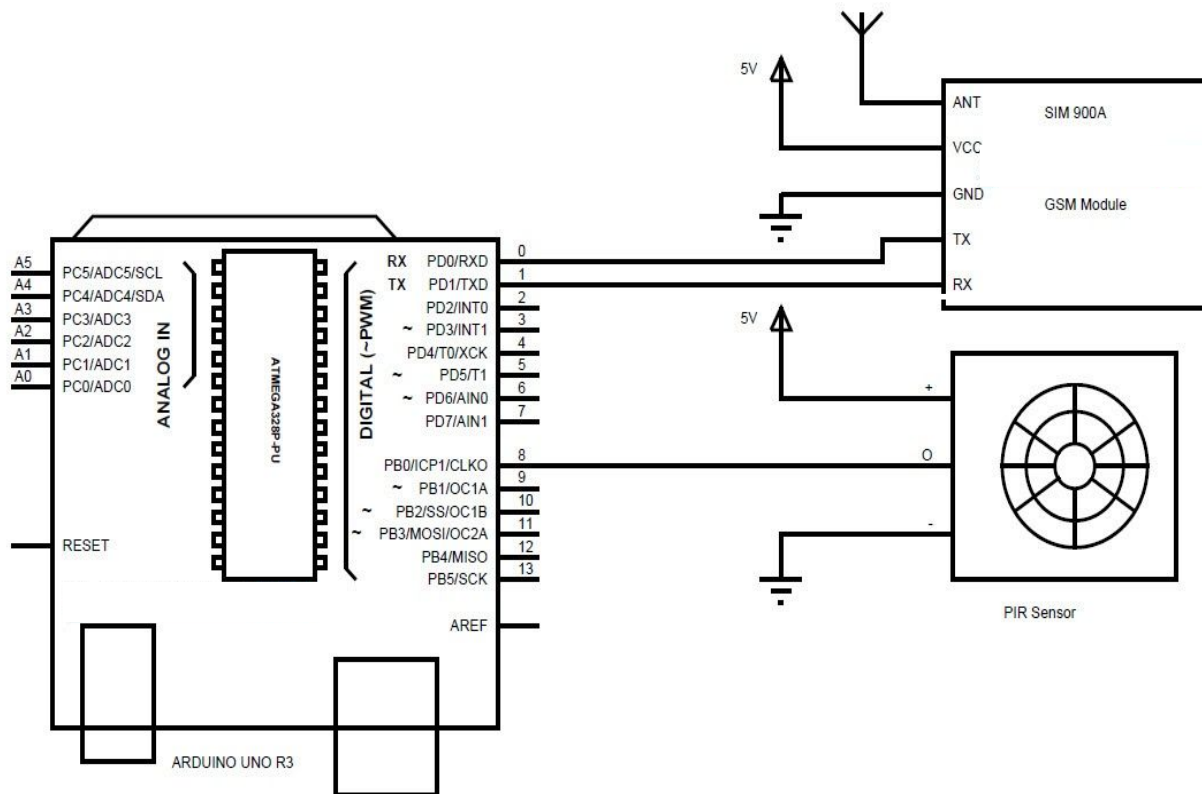 5V
ANT
SIM 900A
VCC
GND
GSM Module
TX
RX
A5
A4
A3
A2
A1
A0
PC5/ADC5/SCL
PC4/ADC4/SDA
PC3/ADC3
PC2/ADC2
PC1/ADC1
PC0/ADC0
ANALOG IN
RESET
ATMEGA328P-PU
DIGITAL (~PWM)
RX PD0/RXD 0
TX PD1/TXD 1
PD2/INT0 2
~ PD3/INT1 3
PD4/T0/XCK 4
~ PD5/T1 5
~ PD6/AIN0 6
PD7/AIN1 7
PB0/ICP1/CLKO 8
~ PB1/OC1A 9
~ PB2/SS/OC1B 10
~ PB3/MOSI/OC2A 11
PB4/MISO 12
PB5/SCK 13
AREF
5V
+
O
-
PIR Sensor
ARDUINO UNO R3